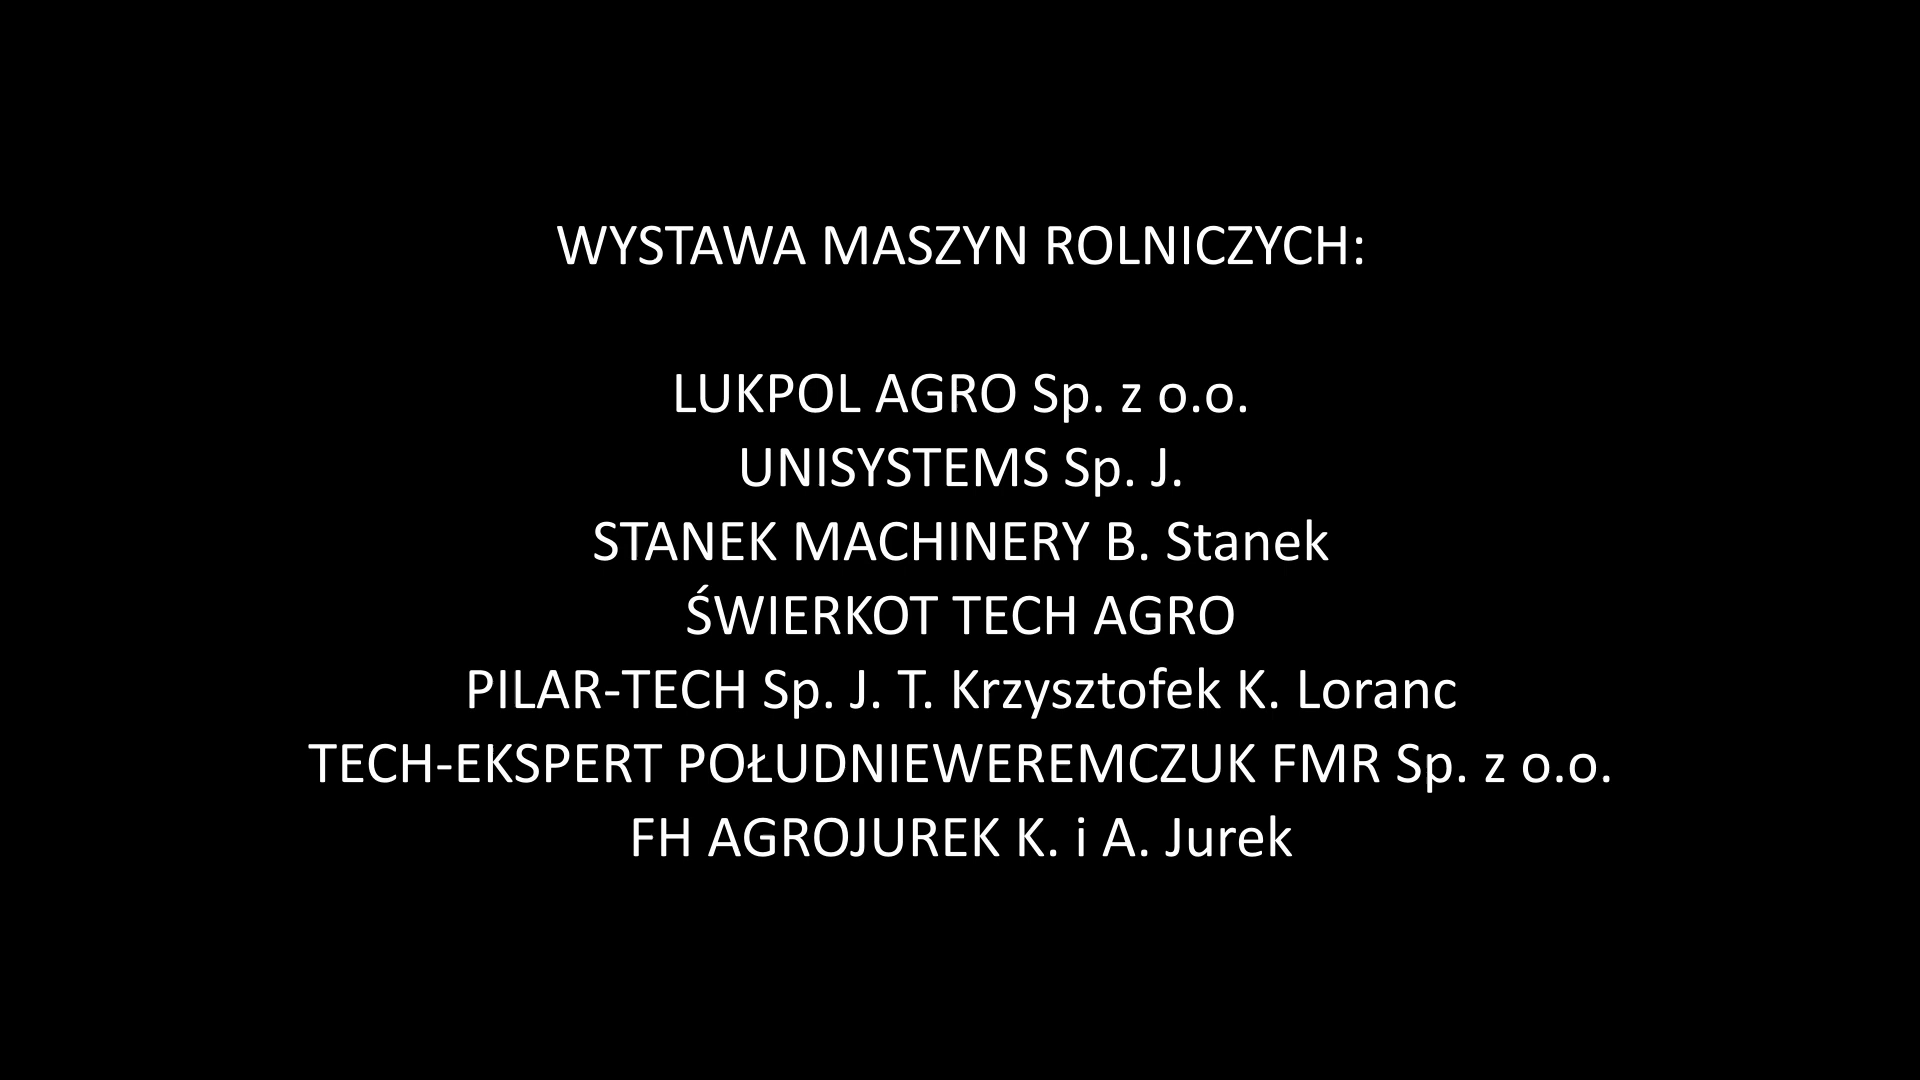 WYSTAWA MASZYN ROLNICZYCH:
LUKPOL AGRO Sp. z o.o.
UNISYSTEMS Sp. J.
STANEK MACHINERY B. Stanek
ŚWIERKOT TECH AGRO
PILAR-TECH Sp. J. T. Krzysztofek K. Loranc
TECH-EKSPERT POŁUDNIEWEREMCZUK FMR Sp. z o.o.
FH AGROJUREK K. i A. Jurek